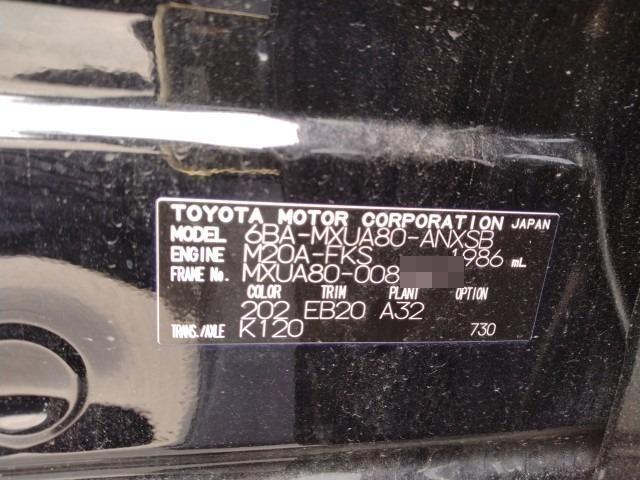 TOYOTA MOTOR CORPORATION JAPAN
MODEL 6BA-MXUA80-ANXSB
ENGINE M20A-FKS 1986 mL
FRAME No. MXUA80-008
COLOR TRIM PLANT OPTION
202 EB20 A32
TRANS./AXLE K120 730